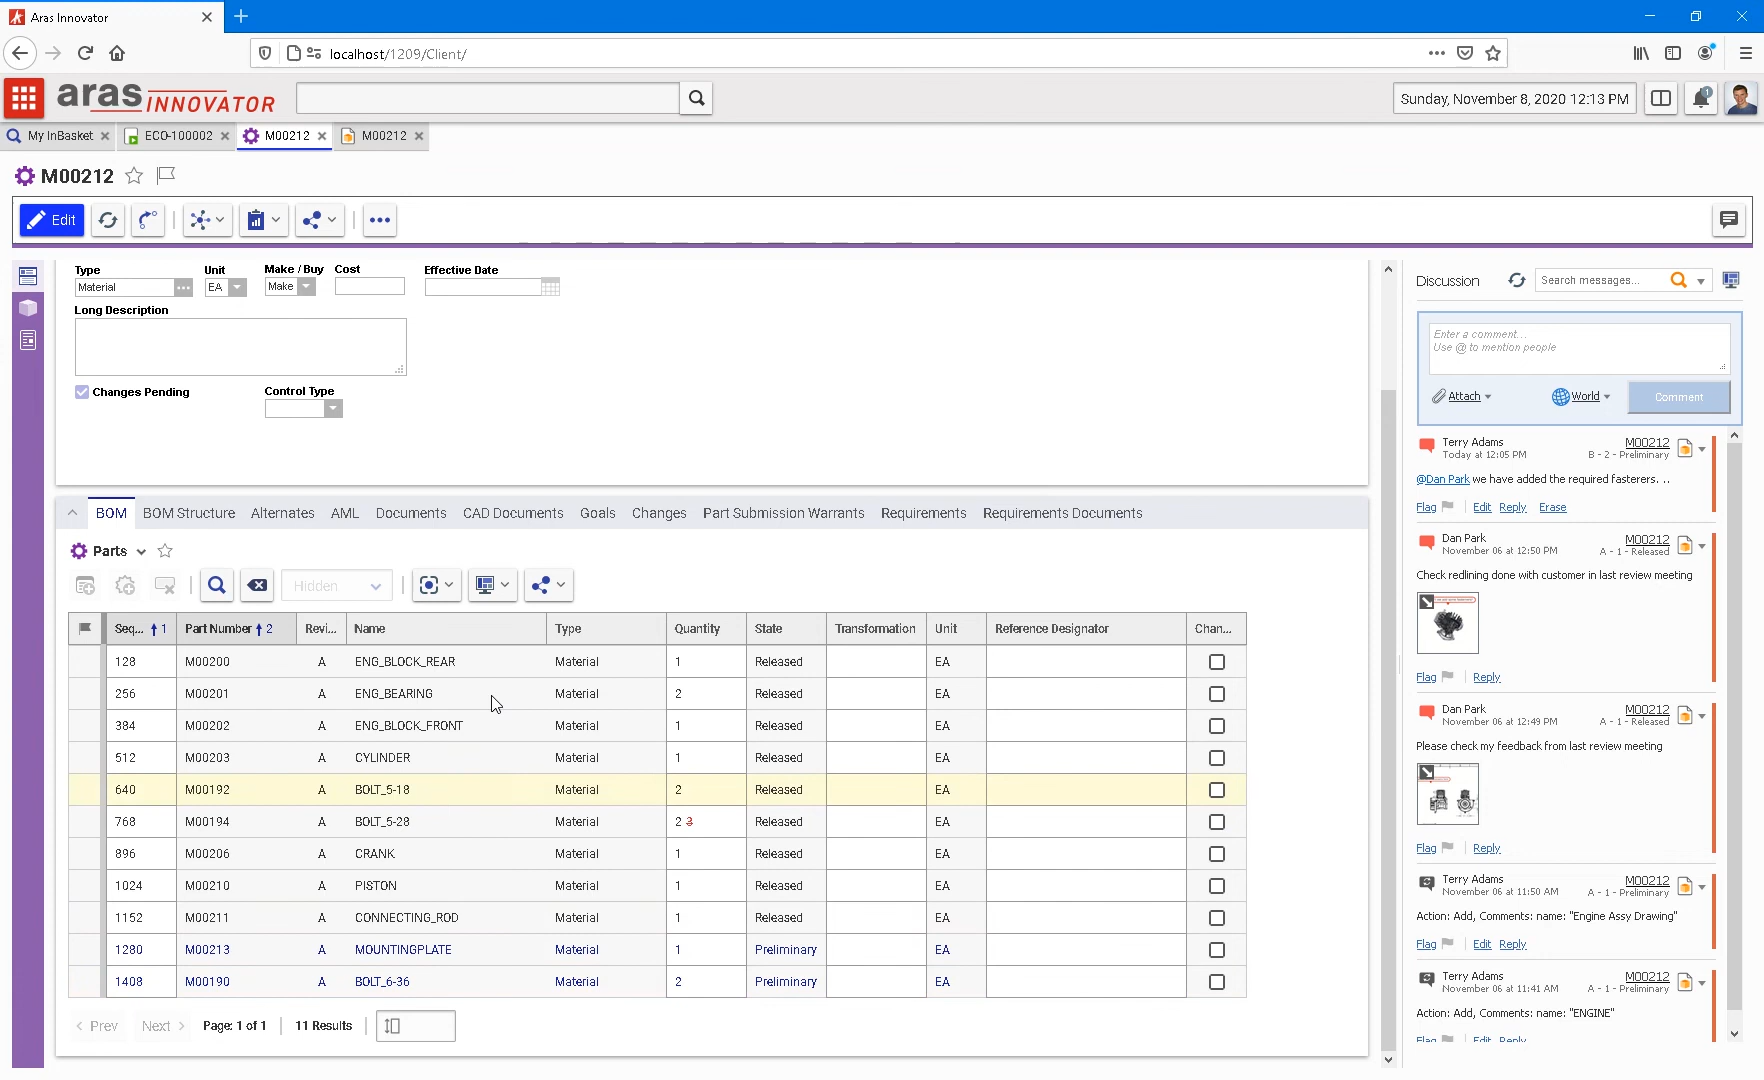 Aras Innovator
localhost/1209/Client/
aras INNOVATOR
Sunday, November 8, 2020 12:13 PM
1
My InBasket
ECO-100002
M00212
M00212
M00212
Edit
Type
Unit
Make / Buy
Cost
Effective Date
Material
EA
Make
Long Description
Changes Pending
Control Type
BOM
BOM Structure
Alternates
AML
Documents
CAD Documents
Goals
Changes
Part Submission Warrants
Requirements
Requirements Documents
Parts
Hidden
Seq... 1 Part Number 2 Revi... Name Type Quantity State Transformation Unit Reference Designator Chan...
128 M00200 A ENG_BLOCK_REAR Material 1 Released EA
256 M00201 A ENG_BEARING Material 2 Released EA
384 M00202 A ENG_BLOCK_FRONT Material 1 Released EA
512 M00203 A CYLINDER Material 1 Released EA
640 M00192 A BOLT_5-18 Material 2 Released EA
768 M00194 A BOLT_5-28 Material 2 3 Released EA
896 M00206 A CRANK Material 1 Released EA
1024 M00210 A PISTON Material 1 Released EA
1152 M00211 A CONNECTING_ROD Material 1 Released EA
1280 M00213 A MOUNTINGPLATE Material 1 Preliminary EA
1408 M00190 A BOLT_6-36 Material 2 Preliminary EA
< Prev Next > Page: 1 of 1 11 Results
Discussion
Search messages...
Enter a comment...
Use @ to mention people
Attach
World
Comment
Terry Adams M00212
Today at 12:05 PM B - 2 - Preliminary
@Dan Park we have added the required fasterers. ..
Flag Edit Reply Erase
Dan Park M00212
November 06 at 12:50 PM A - 1 - Released
Check redlining done with customer in last review meeting
Flag Reply
Dan Park M00212
November 06 at 12:49 PM A - 1 - Released
Please check my feedback from last review meeting
Flag Reply
Terry Adams M00212
November 06 at 11:50 AM A - 1 - Preliminary
Action: Add, Comments: name: "Engine Assy Drawing"
Flag Edit Reply
Terry Adams M00212
November 06 at 11:41 AM A - 1 - Preliminary
Action: Add, Comments: name: "ENGINE"
Flag Edit Reply